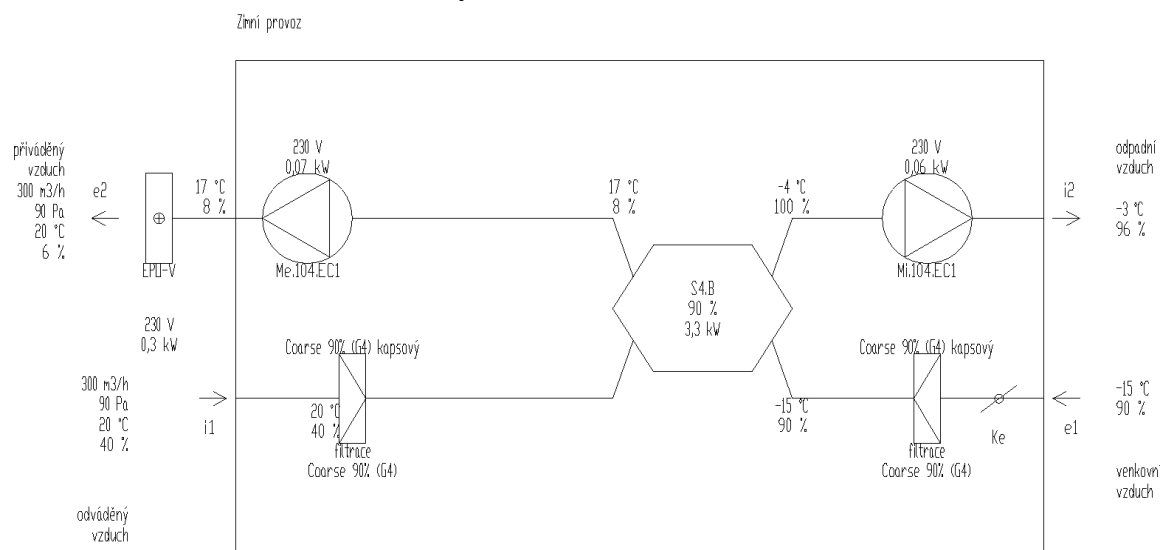 Zimní provoz
přiváděný
vzduch
300 m3/h
90 Pa
20 °C
6 %
e2
EPO-V
230 V
0,3 kW
17 °C
8 %
230 V
0,07 kW
Me.104.EC1
17 °C
8 %
-4 °C
100 %
230 V
0,06 kW
Mi.104.EC1
i2
odpadní
vzduch
-3 °C
96 %
S4.B
90 %
3,3 kW
300 m3/h
90 Pa
20 °C
40 %
i1
odváděný
vzduch
Coarse 90% (G4) kapsový
20 °C
40 %
filtrace
Coarse 90% (G4)
-15 °C
90 %
Coarse 90% (G4) kapsový
filtrace
Coarse 90% (G4)
Ke
e1
-15 °C
90 %
venkovní
vzduch